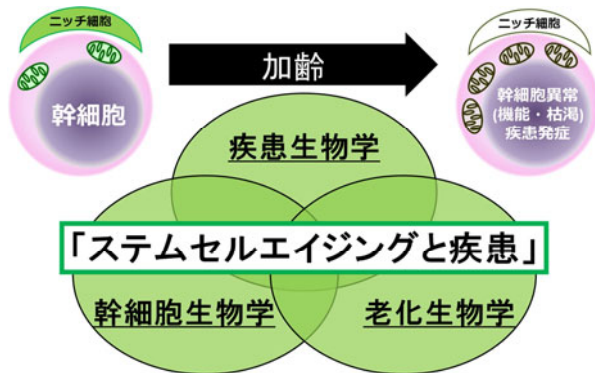 ニッチ細胞
幹細胞
加齢
ニッチ細胞
幹細胞異常
(機能・枯渇)
疾患発症
疾患生物学
「ステムセルエイジングと疾患」
幹細胞生物学
老化生物学